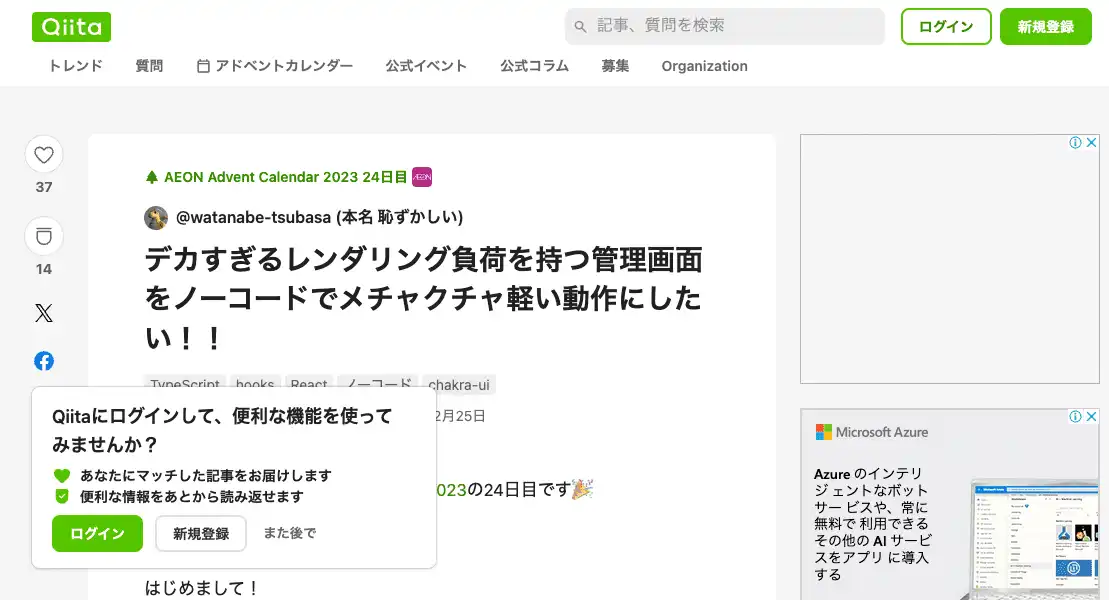 Qiita
記事、質問を検索
ログイン
新規登録
トレンド
質問
アドベントカレンダー
公式イベント
公式コラム
募集
Organization
37
14
AEON Advent Calendar 2023 24日目
AEON
@watanabe-tsubasa (本名 恥ずかしい)
デカすぎるレンダリング負荷を持つ管理画面
をノーコードでメチャクチャ軽い動作にした
い！！
TypeScript
hooks
React
ノーコード
chakra-ui
2月25日
023の24日目です🎉
Qiitaにログインして、便利な機能を使って
みませんか？
あなたにマッチした記事をお届けします
便利な情報をあとから読み返せます
ログイン
新規登録
また後で
はじめまして！
Microsoft Azure
Azure のインテリ
ジェントなボット
サー ビスや、常に
無料で 利用できる
その他の AI サービ
スをアプリ に導入
する